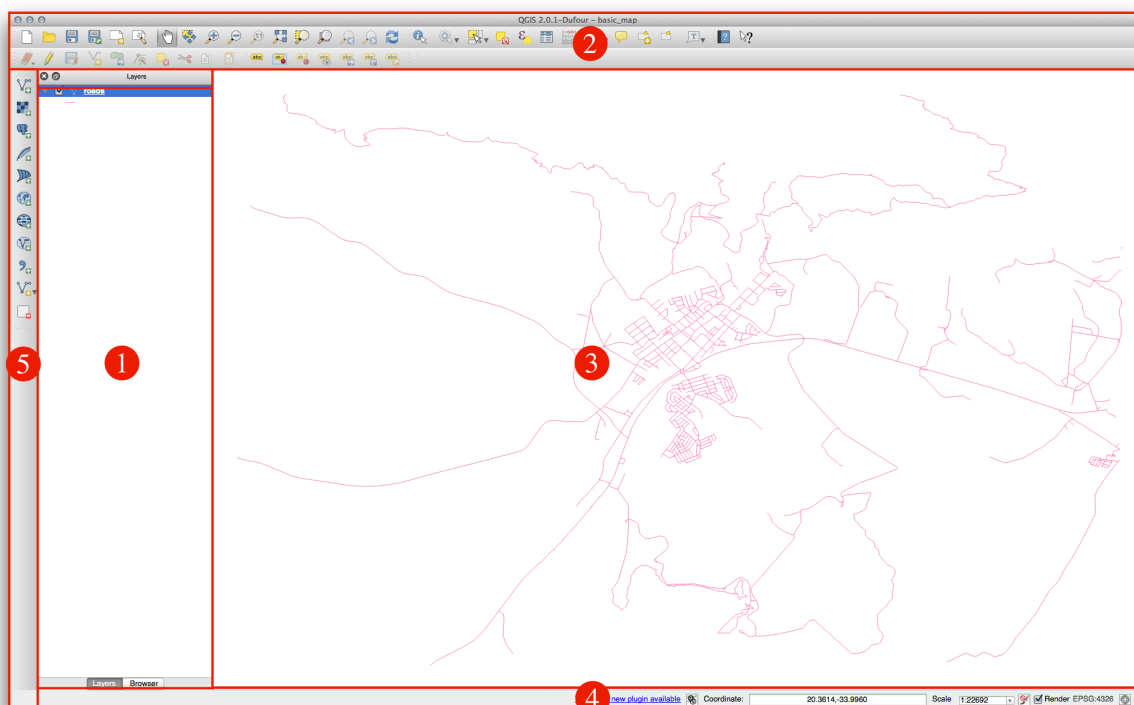 QGIS 2.0.1-Dufour – basic_map
2
Layers
roads
5
1
3
Layers Browser
4
new plugin available Coordinate: 20.3614,-33.9960 Scale 1:22692 Render EPSG:4326